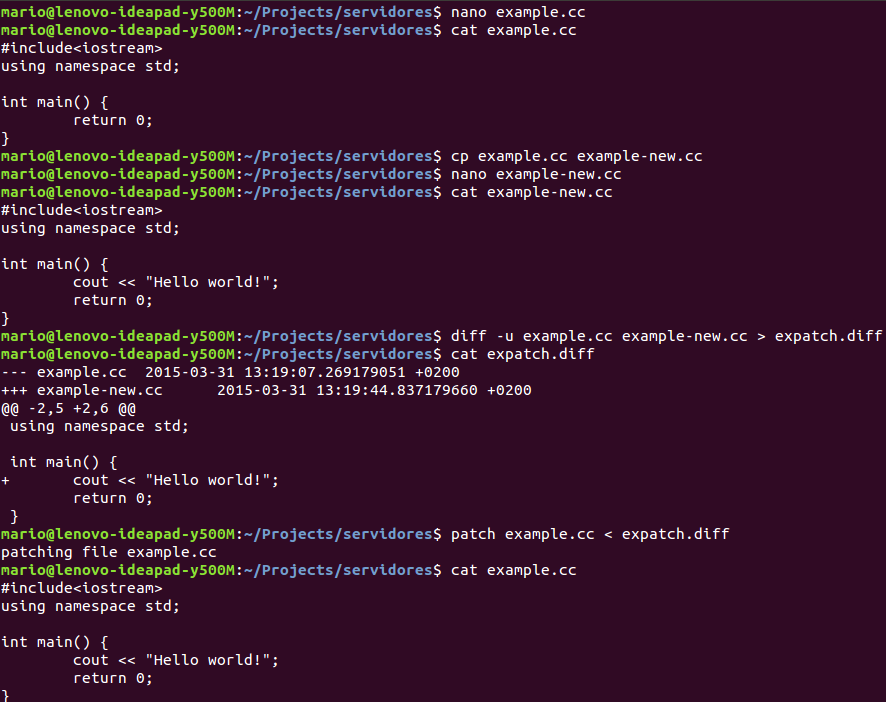 mario@lenovo-ideapad-y500M:~/Projects/servidores$ nano example.cc
mario@lenovo-ideapad-y500M:~/Projects/servidores$ cat example.cc
#include<iostream>
using namespace std;

int main() {
        return 0;
}
mario@lenovo-ideapad-y500M:~/Projects/servidores$ cp example.cc example-new.cc
mario@lenovo-ideapad-y500M:~/Projects/servidores$ nano example-new.cc
mario@lenovo-ideapad-y500M:~/Projects/servidores$ cat example-new.cc
#include<iostream>
using namespace std;

int main() {
        cout << "Hello world!";
        return 0;
}
mario@lenovo-ideapad-y500M:~/Projects/servidores$ diff -u example.cc example-new.cc > expatch.diff
mario@lenovo-ideapad-y500M:~/Projects/servidores$ cat expatch.diff
--- example.cc  2015-03-31 13:19:07.269179051 +0200
+++ example-new.cc      2015-03-31 13:19:44.837179660 +0200
@@ -2,5 +2,6 @@
 using namespace std;
 
 int main() {
+       cout << "Hello world!";
        return 0;
 }
mario@lenovo-ideapad-y500M:~/Projects/servidores$ patch example.cc < expatch.diff
patching file example.cc
mario@lenovo-ideapad-y500M:~/Projects/servidores$ cat example.cc
#include<iostream>
using namespace std;

int main() {
        cout << "Hello world!";
        return 0;
}